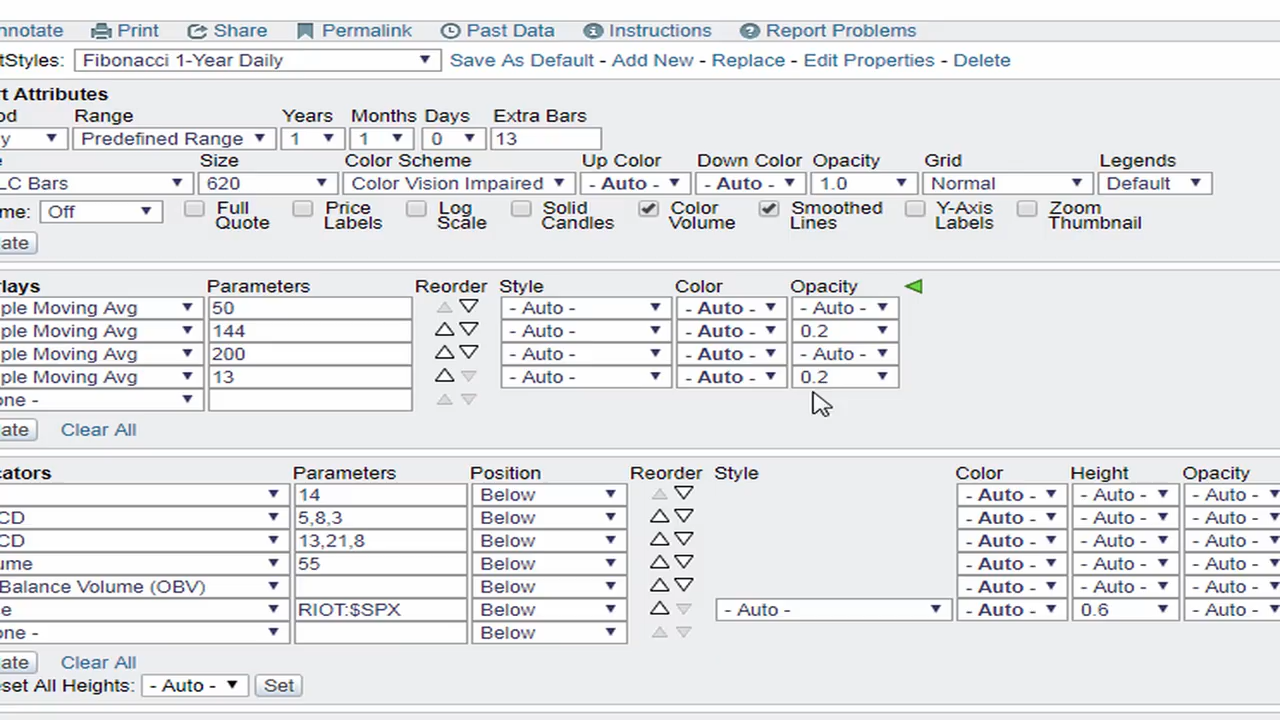 nnotate Print Share Permalink Past Data Instructions Report Problems
tStyles: Fibonacci 1-Year Daily Save As Default - Add New - Replace - Edit Properties - Delete
rt Attributes
od Range Years Months Days Extra Bars
y Predefined Range 1 1 0 13
e Size Color Scheme Up Color Down Color Opacity Grid Legends
LC Bars 620 Color Vision Impaired - Auto - - Auto - 1.0 Normal Default
me: Off Full Quote Price Labels Log Scale Solid Candles Color Volume Smoothed Lines Y-Axis Labels Zoom Thumbnail
ate
lays Parameters Reorder Style Color Opacity
ple Moving Avg 50 - Auto - - Auto - - Auto -
ple Moving Avg 144 - Auto - - Auto - 0.2
ple Moving Avg 200 - Auto - - Auto - - Auto -
ple Moving Avg 13 - Auto - - Auto - 0.2
one -
ate Clear All
cators Parameters Position Reorder Style Color Height Opacity
14 Below - Auto - - Auto - - Auto -
CD 5,8,3 Below - Auto - - Auto - - Auto -
CD 13,21,8 Below - Auto - - Auto - - Auto -
ume 55 Below - Auto - - Auto - - Auto -
Balance Volume (OBV) Below - Auto - - Auto - - Auto -
e RIOT:$SPX Below - Auto - - Auto - 0.6 - Auto -
one - Below
ate Clear All
eset All Heights: - Auto - Set